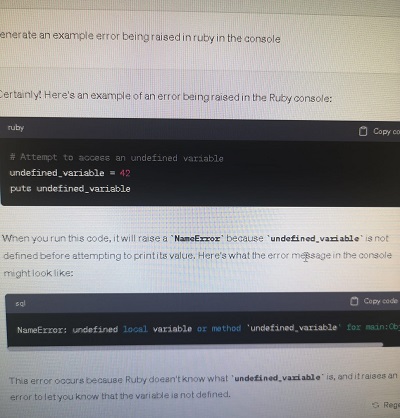 enerate an example error being raised in ruby in the console
Certainly! Here's an example of an error being raised in the Ruby console:
ruby
Copy co
# Attempt to access an undefined variable
undefined_variable = 42
puts undefined_variable
When you run this code, it will raise a `NameError` because `undefined_variable` is not
defined before attempting to print its value. Here's what the error message in the console
might look like:
sql
Copy code
NameError: undefined local variable or method 'undefined_variable' for main:Obj
This error occurs because Ruby doesn't know what `undefined_variable` is, and it raises an
error to let you know that the variable is not defined.
Rege